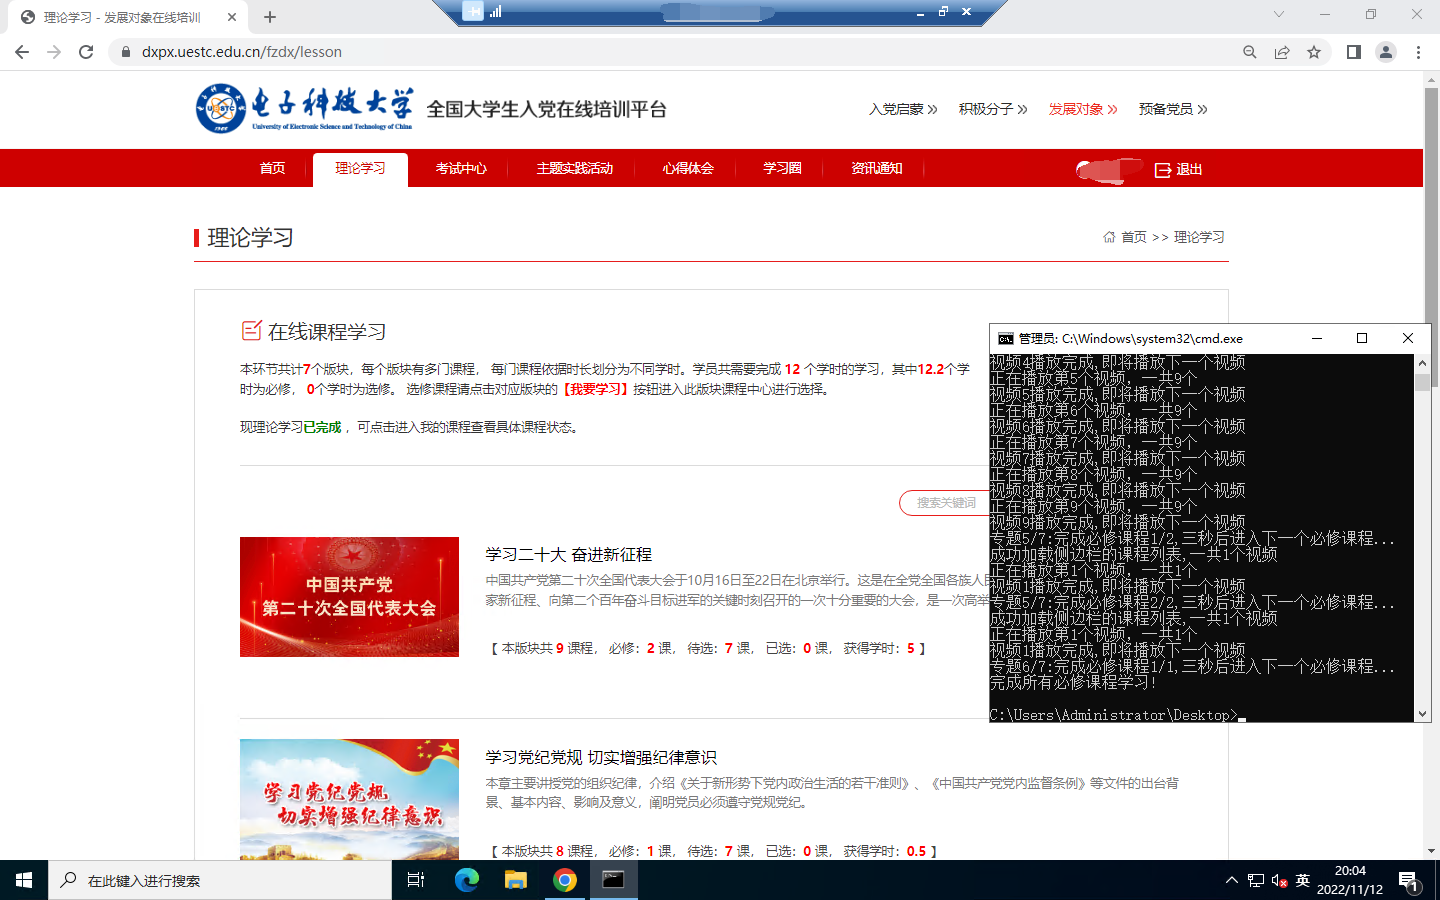 理论学习 - 发展对象在线培训
dxpx.uestc.edu.cn/fzdx/lesson
电子科技大学
University of Electronic Science and Technology of China
UESTC
1956
全国大学生入党在线培训平台
入党启蒙 >> 积极分子 >> 发展对象 >> 预备党员 >>
首页 理论学习 考试中心 主题实践活动 心得体会 学习圈 资讯通知 退出
理论学习
首页 >> 理论学习
在线课程学习
本环节共计7个版块，每个版块有多门课程， 每门课程依据时长划分为不同学时。学员共需要完成 12 个学时的学习，其中12.2个学
时为必修， 0个学时为选修。 选修课程请点击对应版块的【我要学习】按钮进入此版块课程中心进行选择。
现理论学习已完成 ，可点击进入我的课程查看具体课程状态。
搜索关键词
中国共产党
第二十次全国代表大会
学习二十大 奋进新征程
中国共产党第二十次全国代表大会于10月16日至22日在北京举行。这是在全党全国各族人民
家新征程、向第二个百年奋斗目标进军的关键时刻召开的一次十分重要的大会，是一次高举
【 本版块共 9 课程， 必修：2 课， 待选：7 课， 已选：0 课， 获得学时：5 】
学习党纪党规
切实增强纪律意识
学习党纪党规 切实增强纪律意识
本章主要讲授党的组织纪律，介绍《关于新形势下党内政治生活的若干准则》、《中国共产党党内监督条例》等文件的出台背
景、基本内容、影响及意义，阐明党员必须遵守党规党纪。
【 本版块共 8 课程， 必修：1 课， 待选：7 课， 已选：0 课， 获得学时：0.5 】
管理员: C:\Windows\system32\cmd.exe
视频4播放完成,即将播放下一个视频
正在播放第5个视频，一共9个
视频5播放完成,即将播放下一个视频
正在播放第6个视频，一共9个
视频6播放完成,即将播放下一个视频
正在播放第7个视频，一共9个
视频7播放完成,即将播放下一个视频
正在播放第8个视频，一共9个
视频8播放完成,即将播放下一个视频
正在播放第9个视频，一共9个
视频9播放完成,即将播放下一个视频
专题5/7:完成必修课程1/2,三秒后进入下一个必修课程...
成功加载侧边栏的课程列表,一共1个视频
正在播放第1个视频，一共1个
视频1播放完成,即将播放下一个视频
专题5/7:完成必修课程2/2,三秒后进入下一个必修课程...
成功加载侧边栏的课程列表,一共1个视频
正在播放第1个视频，一共1个
视频1播放完成,即将播放下一个视频
专题6/7:完成必修课程1/1,三秒后进入下一个必修课程...
完成所有必修课程学习!
C:\Users\Administrator\Desktop>
在此键入进行搜索
英
20:04
2022/11/12
1